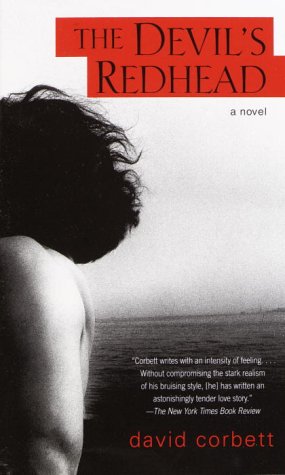 THE DEVIL'S
REDHEAD
a novel
"Corbett writes with an intensity of feeling. . . .
Without compromising the stark realism
of his bruising style, [he] has written an
astonishingly tender love story."
—The New York Times Book Review
david corbett